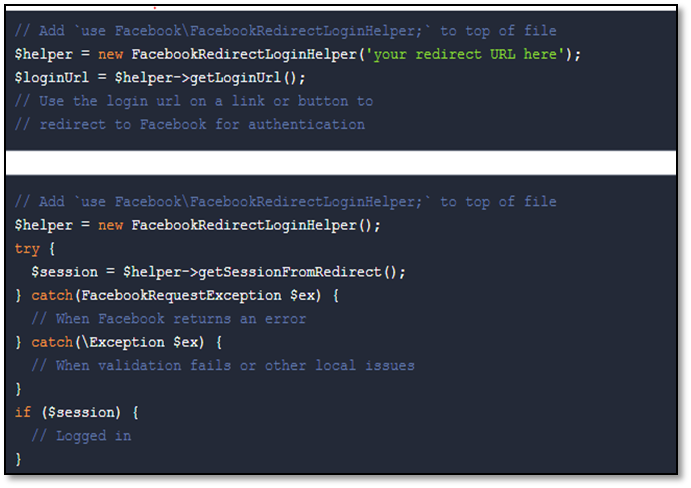 // Add `use Facebook\FacebookRedirectLoginHelper;` to top of file
$helper = new FacebookRedirectLoginHelper('your redirect URL here');
$loginUrl = $helper->getLoginUrl();
// Use the login url on a link or button to
// redirect to Facebook for authentication
// Add `use Facebook\FacebookRedirectLoginHelper;` to top of file
$helper = new FacebookRedirectLoginHelper();
try {
  $session = $helper->getSessionFromRedirect();
} catch(FacebookRequestException $ex) {
  // When Facebook returns an error
} catch(\Exception $ex) {
  // When validation fails or other local issues
}
if ($session) {
  // Logged in
}